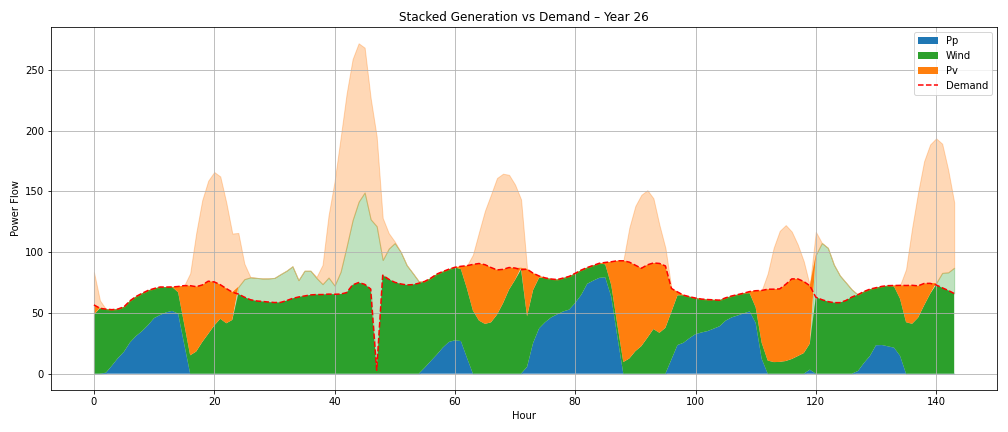 Stacked Generation vs Demand – Year 26
Pp
Wind
Pv
Demand
250
200
150
100
50
0
Power Flow
0 20 40 60 80 100 120 140
Hour